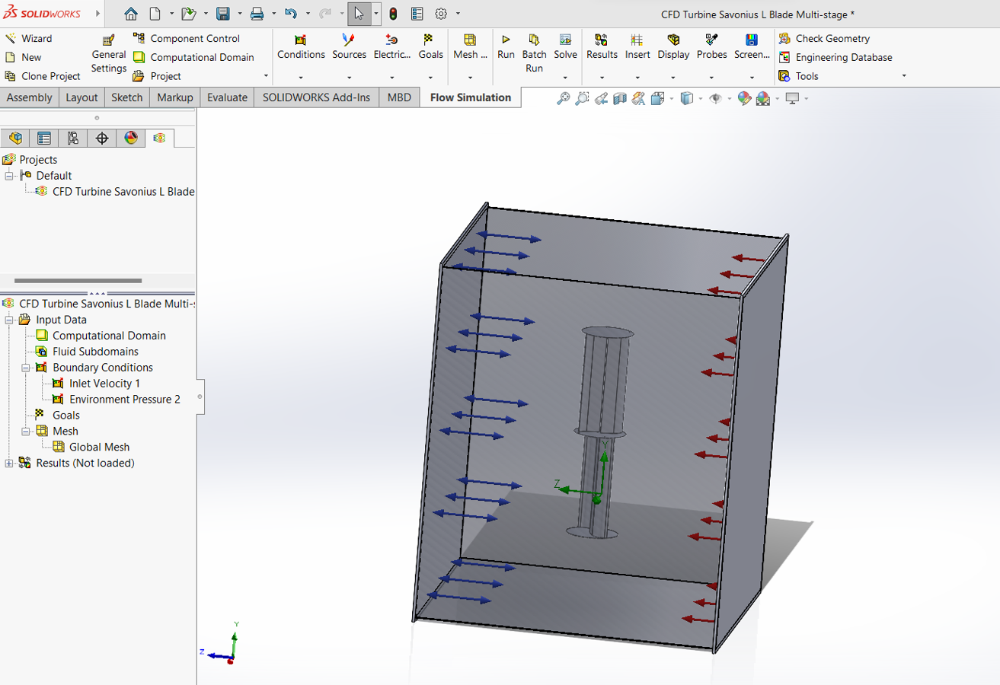 SOLIDWORKS
CFD Turbine Savonius L Blade Multi-stage *
Wizard
New
Clone Project
General Settings
Component Control
Computational Domain
Project
Conditions
Sources
Electric...
Goals
Mesh ...
Run
Batch Run
Solve
Results
Insert
Display
Probes
Screen...
Check Geometry
Engineering Database
Tools
Assembly
Layout
Sketch
Markup
Evaluate
SOLIDWORKS Add-Ins
MBD
Flow Simulation
Projects
Default
CFD Turbine Savonius L Blade
CFD Turbine Savonius L Blade Multi-
Input Data
Computational Domain
Fluid Subdomains
Boundary Conditions
Inlet Velocity 1
Environment Pressure 2
Goals
Mesh
Global Mesh
Results (Not loaded)
Y
Z
Y
Z